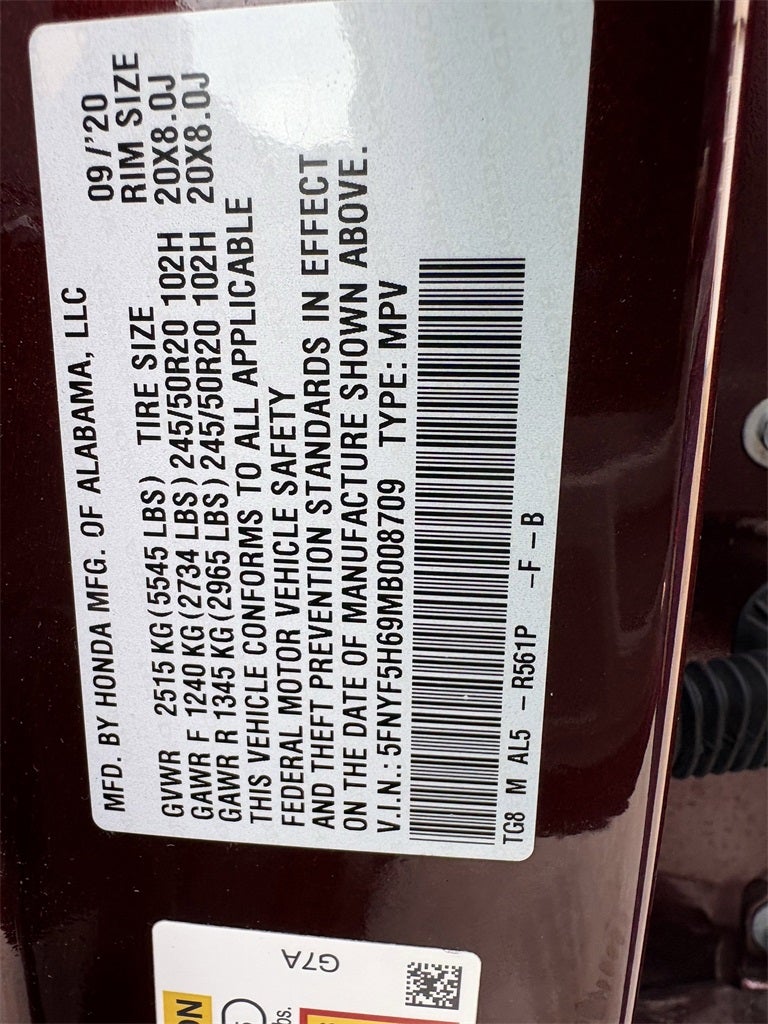 MFD. BY HONDA MFG. OF ALABAMA, LLC 09/'20
GVWR 2515 KG (5545 LBS) TIRE SIZE RIM SIZE
GAWR F 1240 KG (2734 LBS) 245/50R20 102H 20X8.0J
GAWR R 1345 KG (2965 LBS) 245/50R20 102H 20X8.0J
THIS VEHICLE CONFORMS TO ALL APPLICABLE
FEDERAL MOTOR VEHICLE SAFETY
AND THEFT PREVENTION STANDARDS IN EFFECT
ON THE DATE OF MANUFACTURE SHOWN ABOVE.
V.I.N.: 5FNYF5H69MB008709 TYPE: MPV
TG8 M AL5 - R561P -F-B
G7A